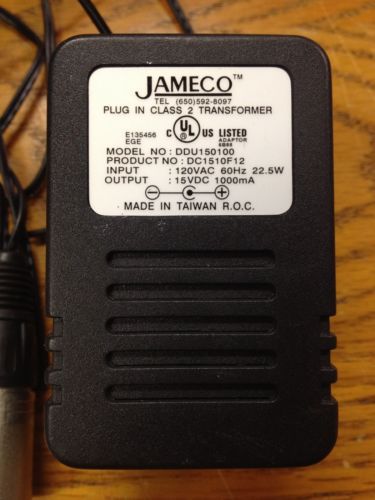 JAMECO™
TEL (650)592-8097
PLUG IN CLASS 2 TRANSFORMER
E135456
EGE
C UL US LISTED
ADAPTOR
MODEL NO : DDU150100
PRODUCT NO : DC1510F12
INPUT : 120VAC 60Hz 22.5W
OUTPUT : 15VDC 1000mA
MADE IN TAIWAN R.O.C.